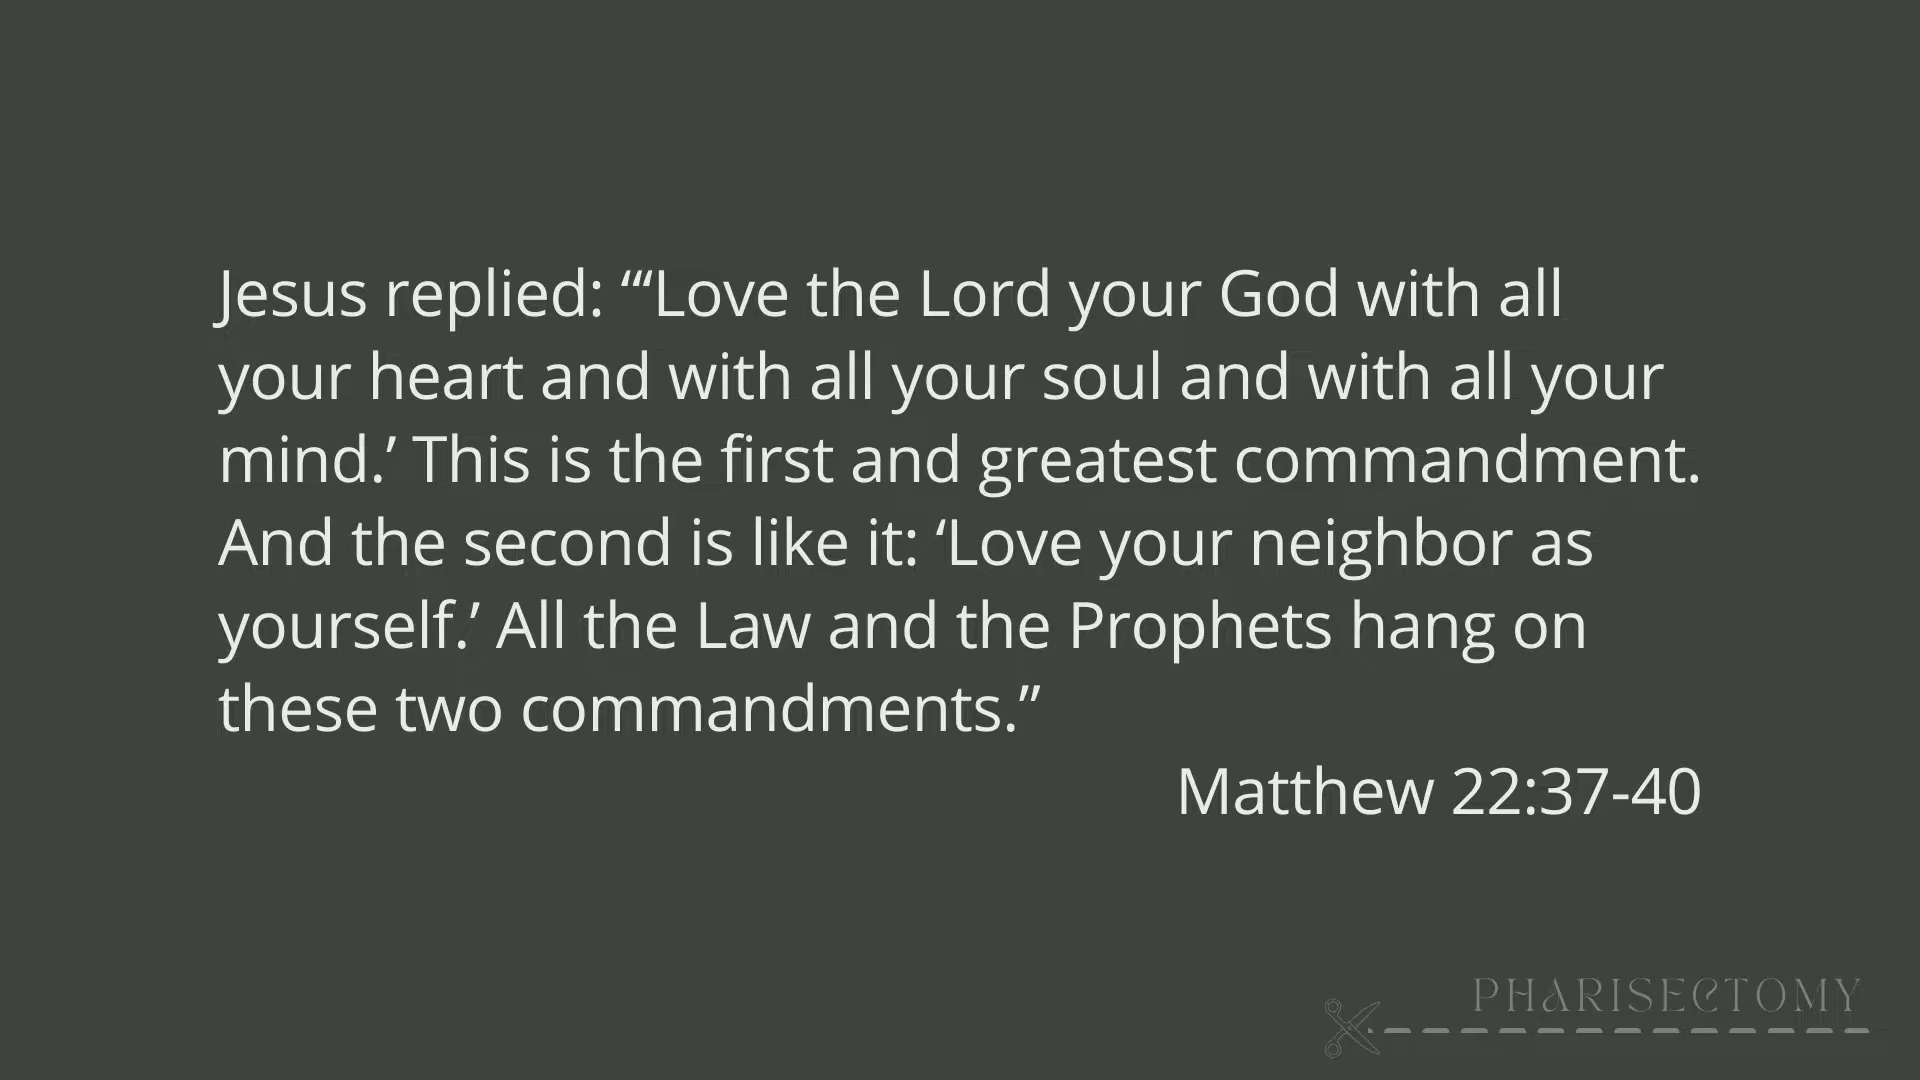 Jesus replied: “‘Love the Lord your God with all
your heart and with all your soul and with all your
mind.’ This is the first and greatest commandment.
And the second is like it: ‘Love your neighbor as
yourself.’ All the Law and the Prophets hang on
these two commandments.”
Matthew 22:37-40
PHARISECTOMY